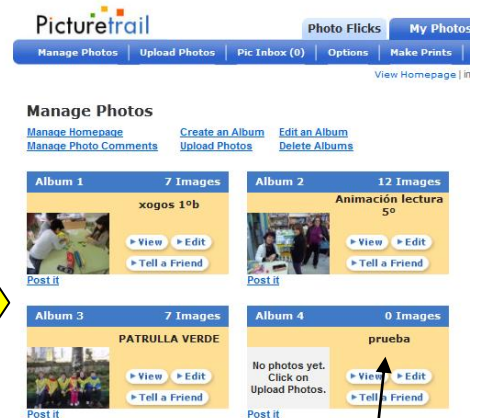 Picturetrail
Photo Flicks My Photos
Manage Photos Upload Photos Pic Inbox (0) Options Make Prints
View Homepage |
Manage Photos
Manage Homepage Create an Album Edit an Album
Manage Photo Comments Upload Photos Delete Albums
Album 1 7 Images
xogos 1ºb
View Edit
Tell a Friend
Post it
Album 2 12 Images
Animación lectura
5º
View Edit
Tell a Friend
Post it
Album 3 7 Images
PATRULLA VERDE
View Edit
Tell a Friend
Post it
Album 4 0 Images
prueba
No photos yet.
Click on
Upload Photos.
View Edit
Tell a Friend
Post it